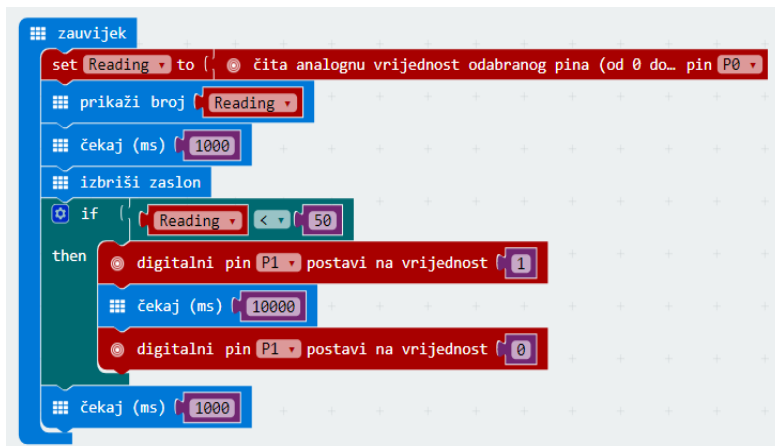 zauvijek
set Reading to čita analognu vrijednost odabranog pina (od 0 do… pin P0
prikaži broj Reading
čekaj (ms) 1000
izbriši zaslon
if Reading < 50
then digitalni pin P1 postavi na vrijednost 1
čekaj (ms) 10000
digitalni pin P1 postavi na vrijednost 0
čekaj (ms) 1000